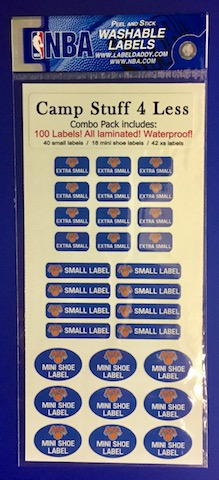 NBA
PEEL AND STICK
WASHABLE
LABELS
WWW.LABELDADDY.COM
WWW.NBA.COM
Camp Stuff 4 Less
Combo Pack includes:
100 Labels! All laminated! Waterproof!
40 small labels / 18 mini shoe labels / 42 xs labels
EXTRA SMALL EXTRA SMALL EXTRA SMALL EXTRA SMALL
EXTRA SMALL EXTRA SMALL EXTRA SMALL EXTRA SMALL
EXTRA SMALL EXTRA SMALL EXTRA SMALL EXTRA SMALL
SMALL LABEL SMALL LABEL
SMALL LABEL SMALL LABEL
SMALL LABEL SMALL LABEL
SMALL LABEL SMALL LABEL
MINI SHOE LABEL MINI SHOE LABEL MINI SHOE LABEL
MINI SHOE LABEL MINI SHOE LABEL MINI SHOE LABEL
MINI SHOE LABEL MINI SHOE LABEL MINI SHOE LABEL